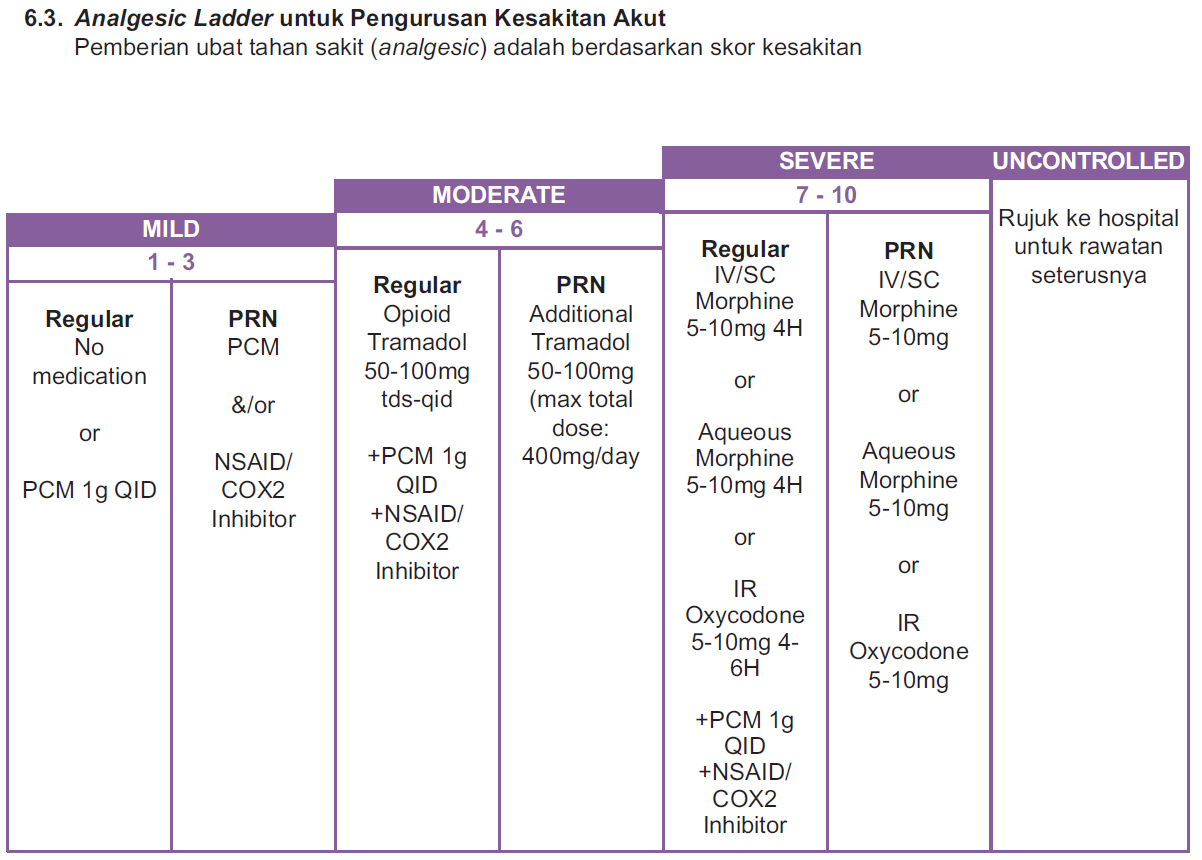 6.3. Analgesic Ladder untuk Pengurusan Kesakitan Akut
Pemberian ubat tahan sakit (analgesic) adalah berdasarkan skor kesakitan
MILD
1 - 3
Regular
No
medication
or
PCM 1g QID
PRN
PCM
&/or
NSAID/
COX2
Inhibitor
MODERATE
4 - 6
Regular
Opioid
Tramadol
50-100mg
tds-qid
+PCM 1g
QID
+NSAID/
COX2
Inhibitor
PRN
Additional
Tramadol
50-100mg
(max total
dose:
400mg/day
SEVERE
7 - 10
Regular
IV/SC
Morphine
5-10mg 4H
or
Aqueous
Morphine
5-10mg 4H
or
IR
Oxycodone
5-10mg 4-
6H
+PCM 1g
QID
+NSAID/
COX2
Inhibitor
PRN
IV/SC
Morphine
5-10mg
or
Aqueous
Morphine
5-10mg
or
IR
Oxycodone
5-10mg
UNCONTROLLED
Rujuk ke hospital
untuk rawatan
seterusnya